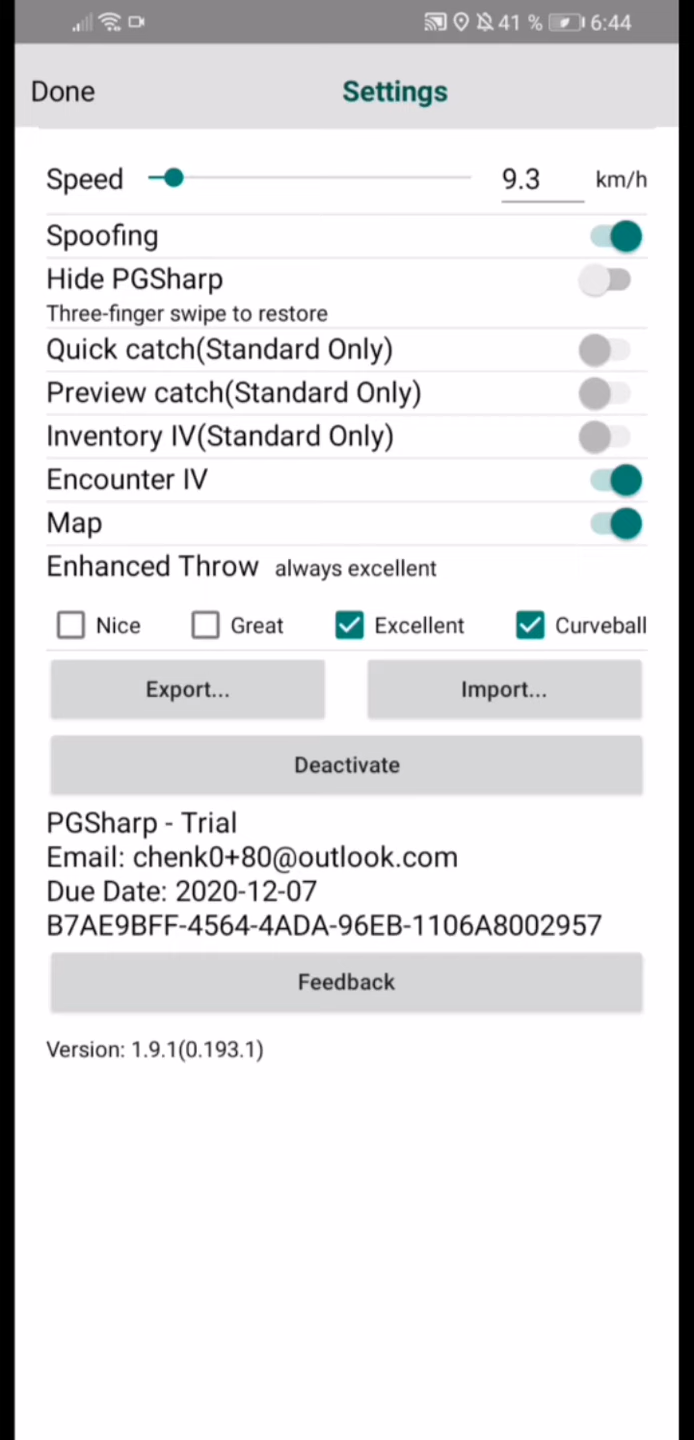 41 % 6:44
Done Settings
Speed 9.3 km/h
Spoofing
Hide PGSharp
Three-finger swipe to restore
Quick catch(Standard Only)
Preview catch(Standard Only)
Inventory IV(Standard Only)
Encounter IV
Map
Enhanced Throw always excellent
Nice Great Excellent Curveball
Export... Import...
Deactivate
PGSharp - Trial
Email: chenk0+80@outlook.com
Due Date: 2020-12-07
B7AE9BFF-4564-4ADA-96EB-1106A8002957
Feedback
Version: 1.9.1(0.193.1)